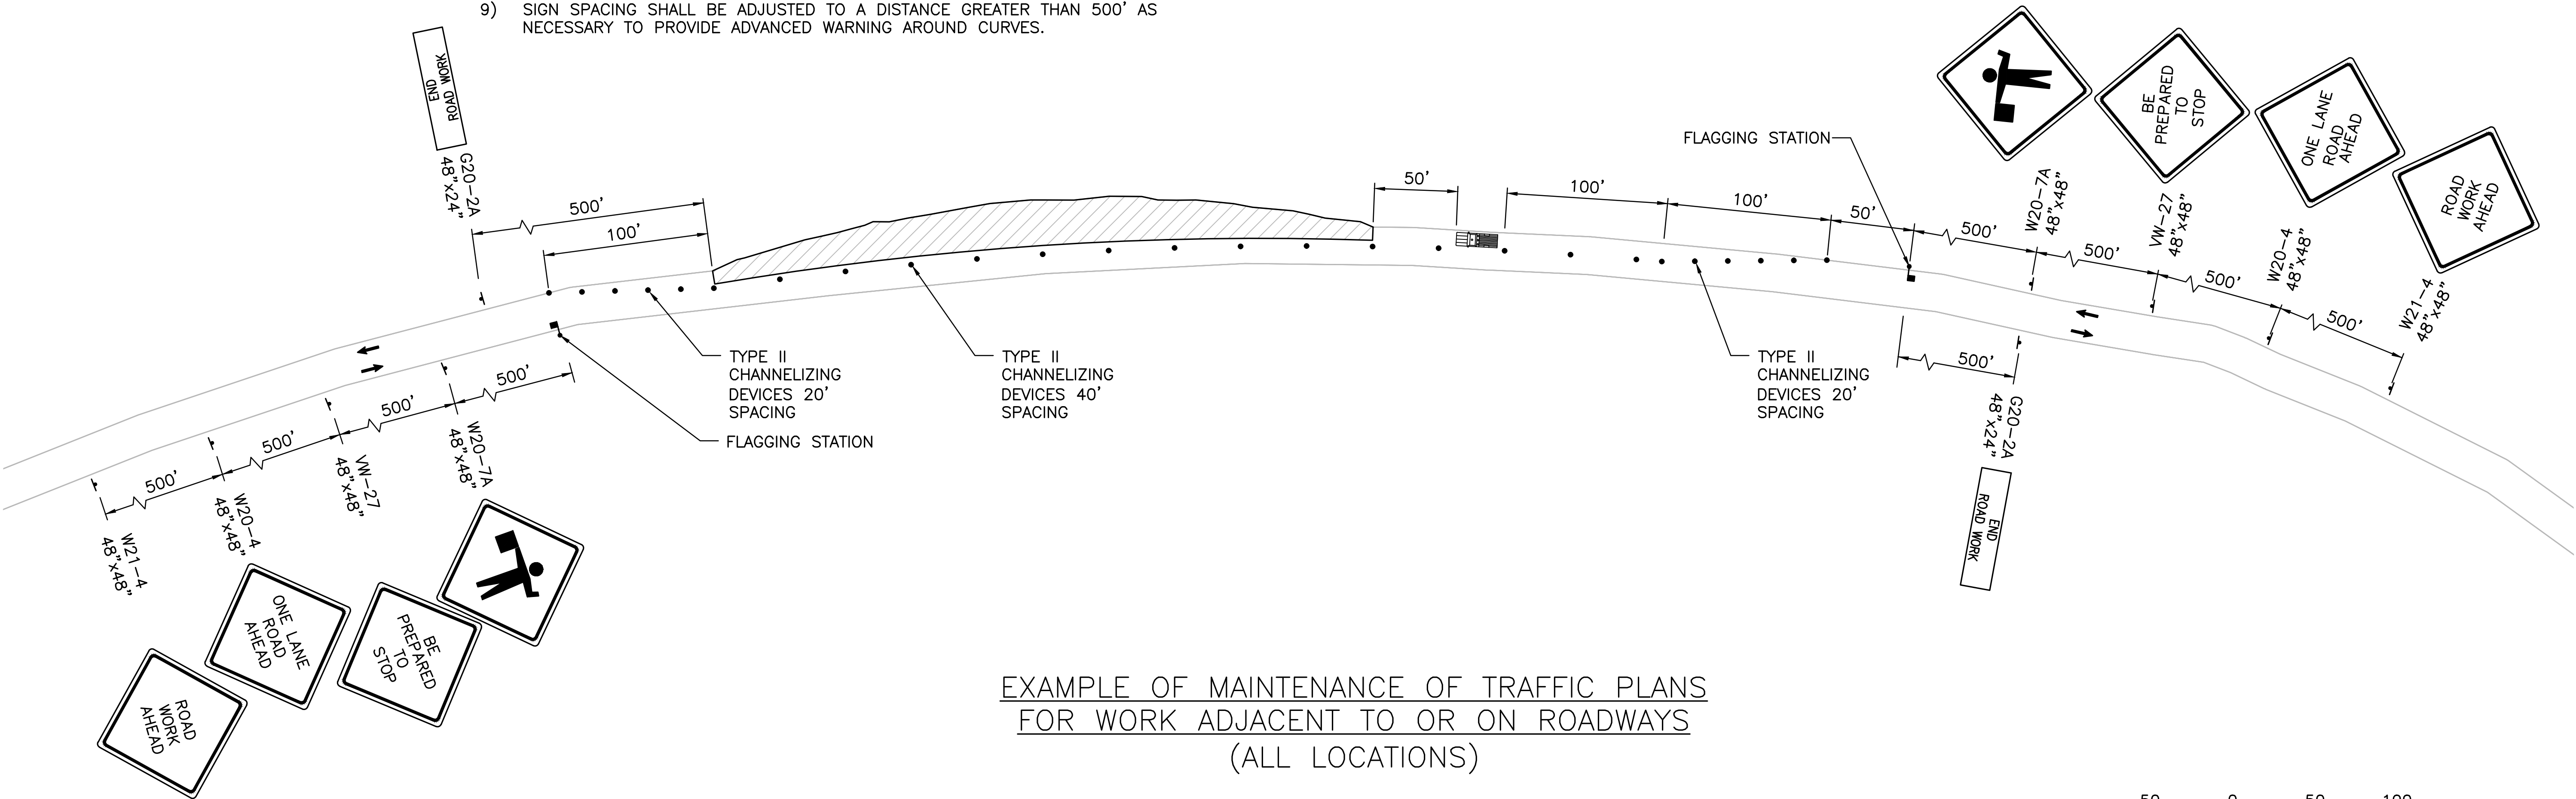 9) SIGN SPACING SHALL BE ADJUSTED TO A DISTANCE GREATER THAN 500' AS
NECESSARY TO PROVIDE ADVANCED WARNING AROUND CURVES.
END
ROAD WORK
G20-2A
48"x24"
500'
100'
50'
100'
100'
50'
500'
500'
500'
500'
FLAGGING STATION
BE
PREPARED
TO
STOP
ONE LANE
ROAD
AHEAD
ROAD
WORK
AHEAD
W20-7A
48"x48"
VW-27
48"x48"
W20-4
48"x48"
W21-4
48"x48"
TYPE II
CHANNELIZING
DEVICES 20'
SPACING
TYPE II
CHANNELIZING
DEVICES 40'
SPACING
TYPE II
CHANNELIZING
DEVICES 20'
SPACING
FLAGGING STATION
500'
G20-2A
48"x24"
END
ROAD WORK
500'
500'
500'
500'
W21-4
48"x48"
W20-4
48"x48"
VW-27
48"x48"
W20-7A
48"x48"
ROAD
WORK
AHEAD
ONE LANE
ROAD
AHEAD
BE
PREPARED
TO
STOP
EXAMPLE OF MAINTENANCE OF TRAFFIC PLANS
FOR WORK ADJACENT TO OR ON ROADWAYS
(ALL LOCATIONS)
50 0 50 100